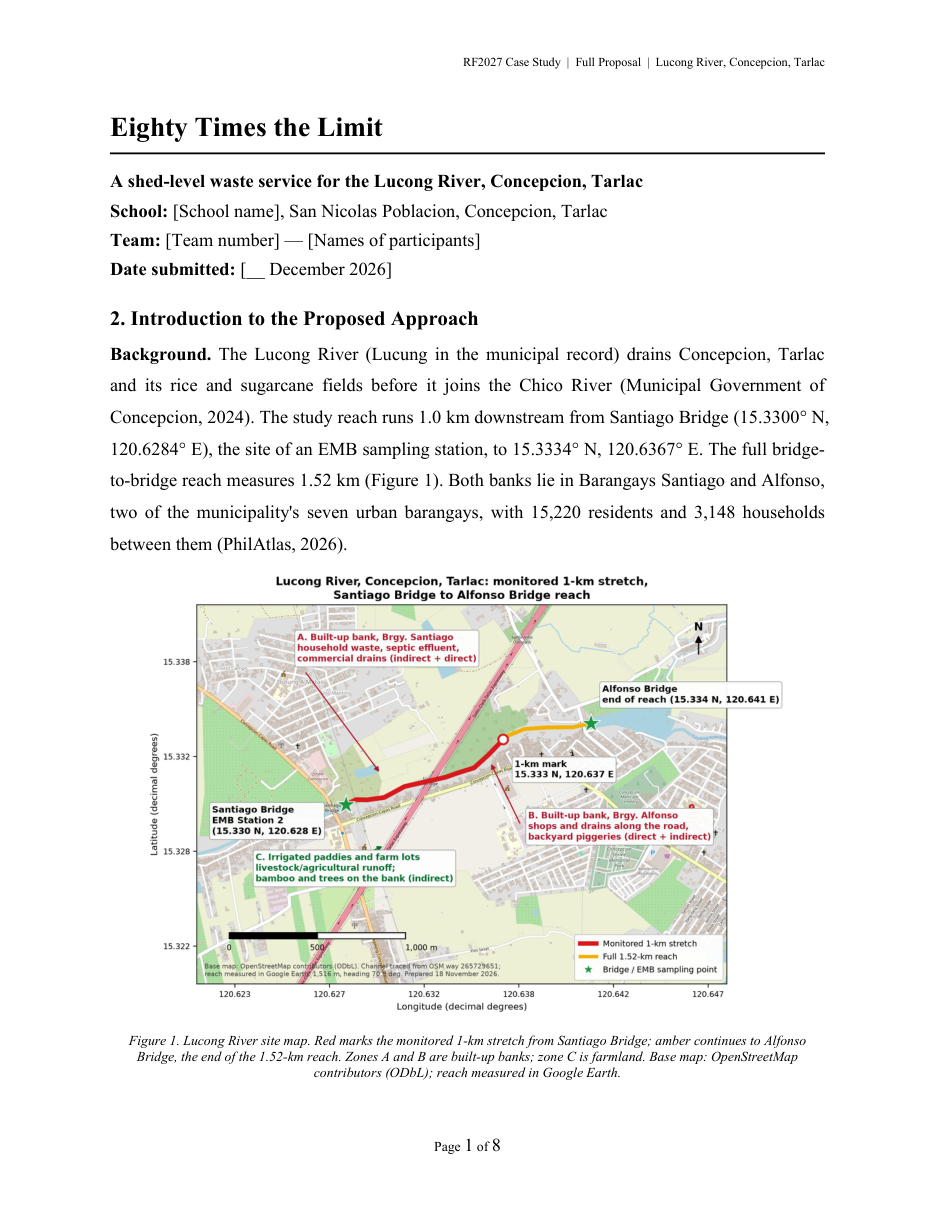 RF2027 Case Study | Full Proposal | Lucong River, Concepcion, Tarlac
Eighty Times the Limit
A shed-level waste service for the Lucong River, Concepcion, Tarlac
School: [School name], San Nicolas Poblacion, Concepcion, Tarlac
Team: [Team number] — [Names of participants]
Date submitted: [__ December 2026]
2. Introduction to the Proposed Approach
Background. The Lucong River (Lucung in the municipal record) drains Concepcion, Tarlac
and its rice and sugarcane fields before it joins the Chico River (Municipal Government of
Concepcion, 2024). The study reach runs 1.0 km downstream from Santiago Bridge (15.3300° N,
120.6284° E), the site of an EMB sampling station, to 15.3334° N, 120.6367° E. The full bridge-
to-bridge reach measures 1.52 km (Figure 1). Both banks lie in Barangays Santiago and Alfonso,
two of the municipality's seven urban barangays, with 15,220 residents and 3,148 households
between them (PhilAtlas, 2026).
Lucong River, Concepcion, Tarlac: monitored 1-km stretch,
Santiago Bridge to Alfonso Bridge reach
N
A. Built-up bank, Brgy. Santiago
household waste, septic effluent,
commercial drains (indirect + direct)
Alfonso Bridge
end of reach (15.334 N, 120.641 E)
1-km mark
15.333 N, 120.637 E
Santiago Bridge
EMB Station 2
(15.330 N, 120.628 E)
B. Built-up bank, Brgy. Alfonso
shops and drains along the road,
backyard piggeries (direct + indirect)
C. Irrigated paddies and farm lots
livestock/agricultural runoff;
bamboo and trees on the bank (indirect)
15.338
15.332
15.328
15.322
Latitude (decimal degrees)
0 500 1,000 m
Base map: OpenStreetMap contributors (ODbL). Channel traced from OSM way 265729651;
reach measured in Google Earth: 1,516 m, heading 70.5 deg. Prepared 18 November 2026.
Monitored 1-km stretch
Full 1.52-km reach
Bridge / EMB sampling point
120.623 120.627 120.632 120.638 120.642 120.647
Longitude (decimal degrees)
Figure 1. Lucong River site map. Red marks the monitored 1-km stretch from Santiago Bridge; amber continues to Alfonso
Bridge, the end of the 1.52-km reach. Zones A and B are built-up banks; zone C is farmland. Base map: OpenStreetMap
contributors (ODbL); reach measured in Google Earth.
Page 1 of 8